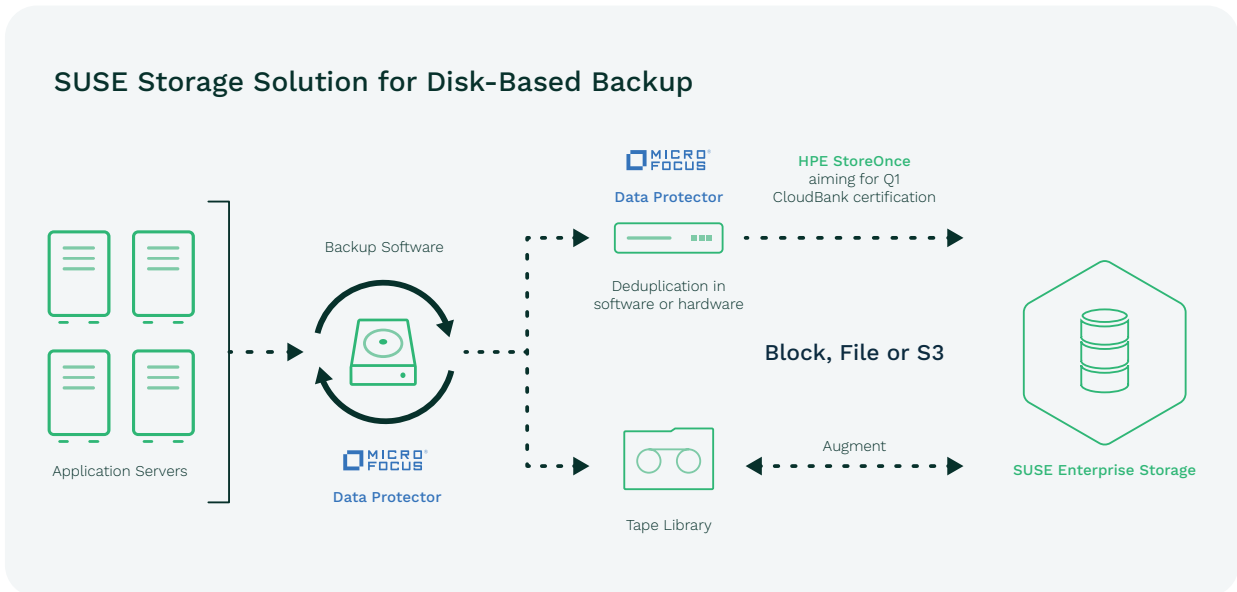 SUSE Storage Solution for Disk-Based Backup
MICRO
FOCUS
Data Protector
HPE StoreOnce
aiming for Q1
CloudBank certification
Backup Software
Deduplication in
software or hardware
Block, File or S3
Application Servers
MICRO
FOCUS
Data Protector
Tape Library
Augment
SUSE Enterprise Storage